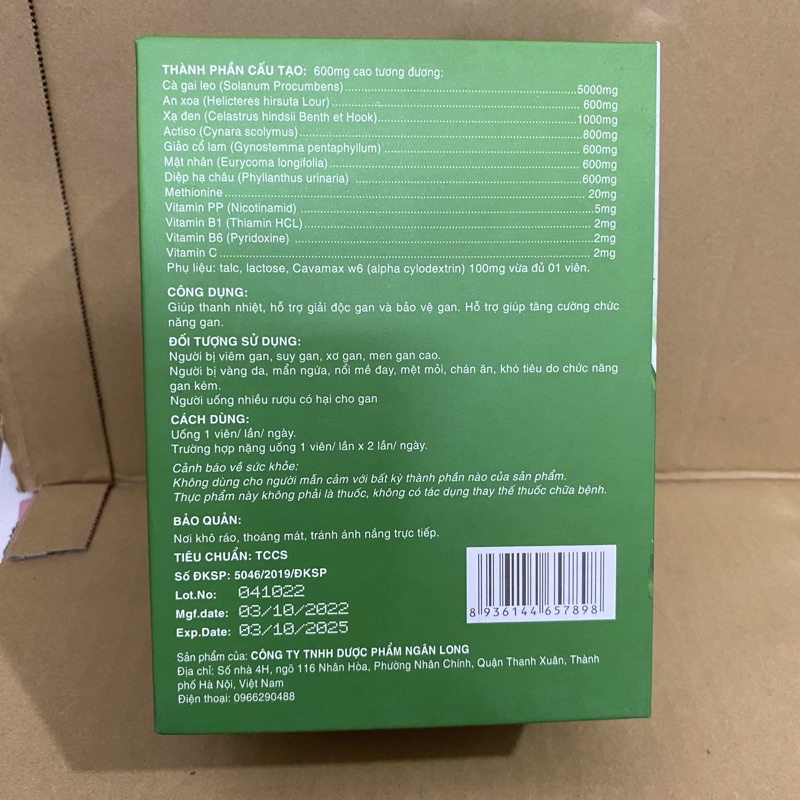 THÀNH PHẦN CẤU TẠO: 600mg cao tương đương:
Cà gai leo (Solanum Procumbens)...5000mg
An xoa (Helicteres hirsuta Lour)...600mg
Xạ đen (Celastrus hindsii Benth et Hook)...1000mg
Actiso (Cynara scolymus)...800mg
Giảo cổ lam (Gynostemma pentaphyllum)...600mg
Mật nhân (Eurycoma longifolia)...600mg
Diệp hạ châu (Phyllanthus urinaria)...600mg
Methionine...20mg
Vitamin PP (Nicotinamid)...5mg
Vitamin B1 (Thiamin HCL)...2mg
Vitamin B6 (Pyridoxine)...2mg
Vitamin C...2mg
Phụ liệu: talc, lactose, Cavamax w6 (alpha cylodextrin) 100mg vừa đủ 01 viên.
CÔNG DỤNG:
Giúp thanh nhiệt, hỗ trợ giải độc gan và bảo vệ gan. Hỗ trợ giúp tăng cường chức
năng gan.
ĐỐI TƯỢNG SỬ DỤNG:
Người bị viêm gan, suy gan, xơ gan, men gan cao.
Người bị vàng da, mẩn ngứa, nổi mề đay, mệt mỏi, chán ăn, khó tiêu do chức năng
gan kém.
Người uống nhiều rượu có hại cho gan
CÁCH DÙNG:
Uống 1 viên/ lần/ ngày.
Trường hợp nặng uống 1 viên/ lần x 2 lần/ ngày.
Cảnh báo về sức khỏe:
Không dùng cho người mẫn cảm với bất kỳ thành phần nào của sản phẩm.
Thực phẩm này không phải là thuốc, không có tác dụng thay thế thuốc chữa bệnh.
BẢO QUẢN:
Nơi khô ráo, thoáng mát, tránh ánh nắng trực tiếp.
TIÊU CHUẨN: TCCS
Số ĐKSP: 5046/2019/ĐKSP
Lot.No: 041022
Mgf.date: 03/10/2022
Exp.Date: 03/10/2025
8 936144 657898
Sản phẩm của: CÔNG TY TNHH DƯỢC PHẨM NGÂN LONG
Địa chỉ: Số nhà 4H, ngõ 116 Nhân Hòa, Phường Nhân Chính, Quận Thanh Xuân, Thành
phố Hà Nội, Việt Nam
Điện thoại: 0966290488